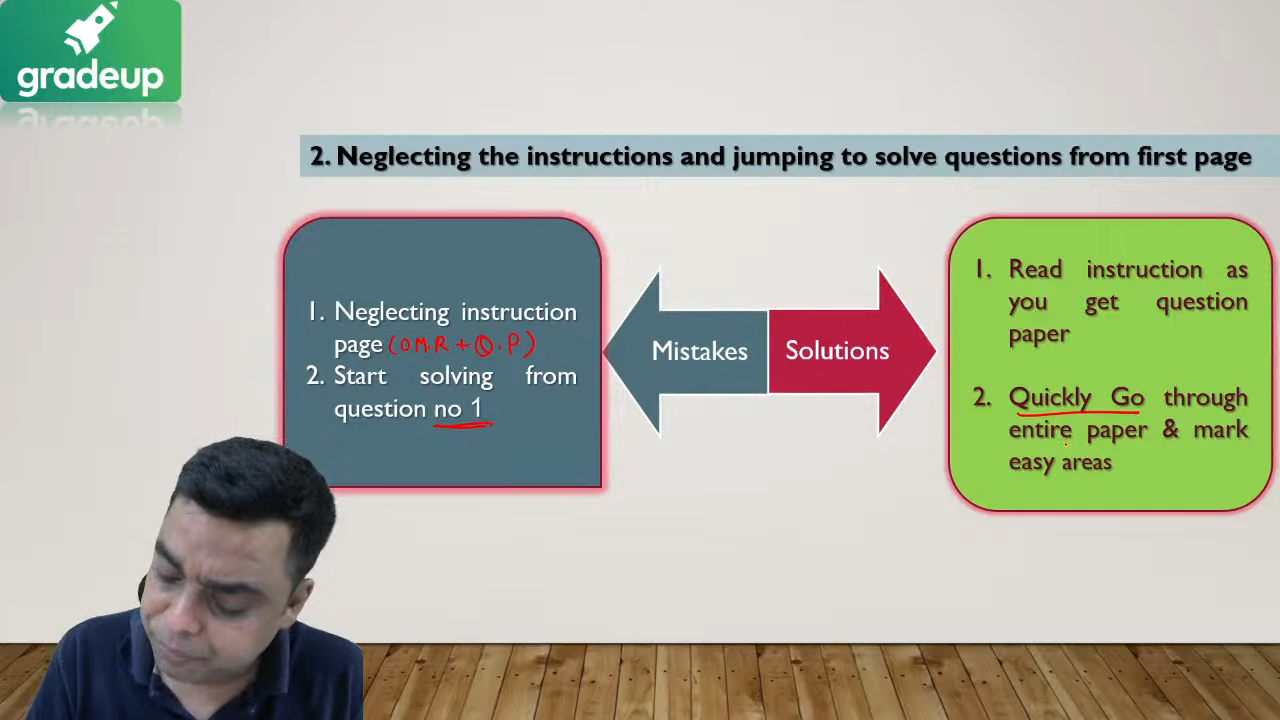 gradeup
2. Neglecting the instructions and jumping to solve questions from first page
1. Neglecting instruction
page (OMR + Q.P)
2. Start solving from
question no 1
Mistakes
Solutions
1. Read instruction as
you get question
paper
2. Quickly Go through
entire paper & mark
easy areas